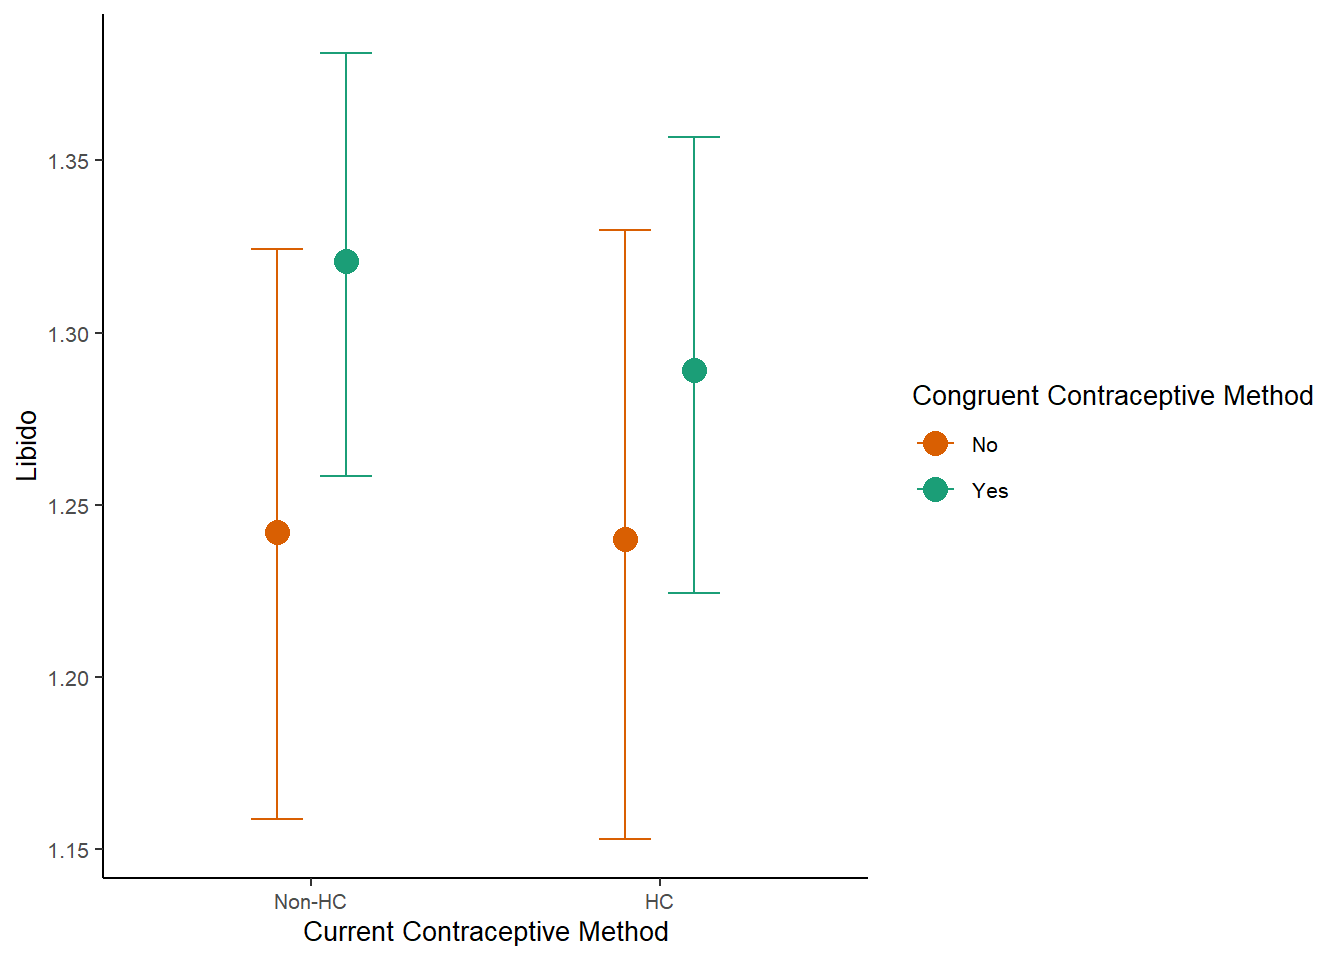 Libido
1.35
1.30
1.25
1.20
1.15
Non-HC
HC
Current Contraceptive Method
Congruent Contraceptive Method
No
Yes